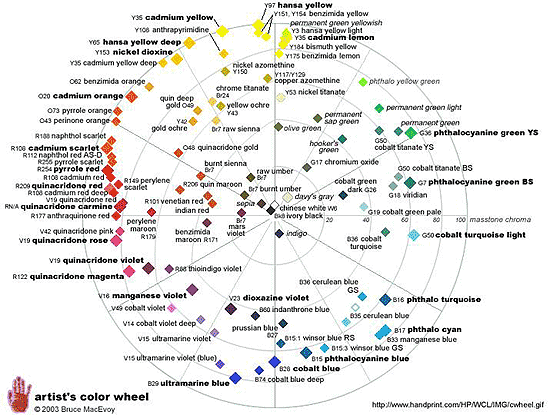 Y97 hansa yellow
cadmium yellow Y35
Y151, Y154 benzimida yellow
Y108 anthrapyrimidine
permanent green yellowish
Y3 hansa yellow light
Y65 hansa yellow deep
Y35 cadmium lemon
Y153 nickel dioxine
Y184 bismuth yellow
Y35 cadmium yellow deep
Y175 benzimida lemon
nickel azomethine
Y150
Y117/Y129
copper azomethine
O62 benzimida orange
phthalo yellow green
chrome titanate
Br24
Y53 nickel titanate
O20 cadmium orange
quin deep
gold O49
yellow ochre
Y43
permanent green light
O73 pyrrole orange
permanent
sap green
permanent green
O43 perinone orange
Y42
gold ochre
Br7 raw sienna
olive green
G36 phthalocyanine green YS
R188 naphthol scarlet
hooker's
green
G50
cobalt titanate YS
R108 cadmium scarlet
O48 quinacridone gold
R112 naphthol red AS-D
R255 pyrrole scarlet
burnt sienna
Br7
G17 chromium oxide
R254 pyrrole red
raw umber
Br7
G50 cobalt titanate BS
R108 cadmium red
R149 perylene
scarlet
R209 quinacridone red
R206 quin maroon
Br7 burnt umber
cobalt green
dark G26
G7 phthalocyanine green BS
R108 cadmium red deep
G18 viridian
V19 quinacridone red
davy's gray
RN/A quinacridone carmine
R101 venetian red
sepia
chinese white W6
G19 cobalt green pale
masstone chroma
R177 anthraquinone red
indian red
Bk8 ivory black
perylene
maroon
R179
Br7
mars
violet
V42 quinacridone pink
benzimida
maroon
R171
indigo
B36 cobalt
turquoise
G50 cobalt turquoise light
V19 quinacridone rose
V19
R122 quinacridone magenta
R88 thioindigo violet
B36 cerulean blue
GS
V16 manganese violet
V23 dioxazine violet
B16 phthalo turquoise
V49 cobalt violet
B60 indanthrone blue
B35 cerulean blue
V14 cobalt violet deep
prussian blue
B27
B17 phthalo cyan
B33 manganese blue
V15 ultramarine violet
B15:1 winsor blue RS
B15:3 winsor blue GS
V15 ultramarine violet (blue)
B15 phthalocyanine blue
B28 cobalt blue
B29 ultramarine blue
B74 cobalt blue deep
artist's color wheel
© 2003 Bruce MacEvoy
http://www.handprint.com/HP/WCL/IMG/cwheel.gif